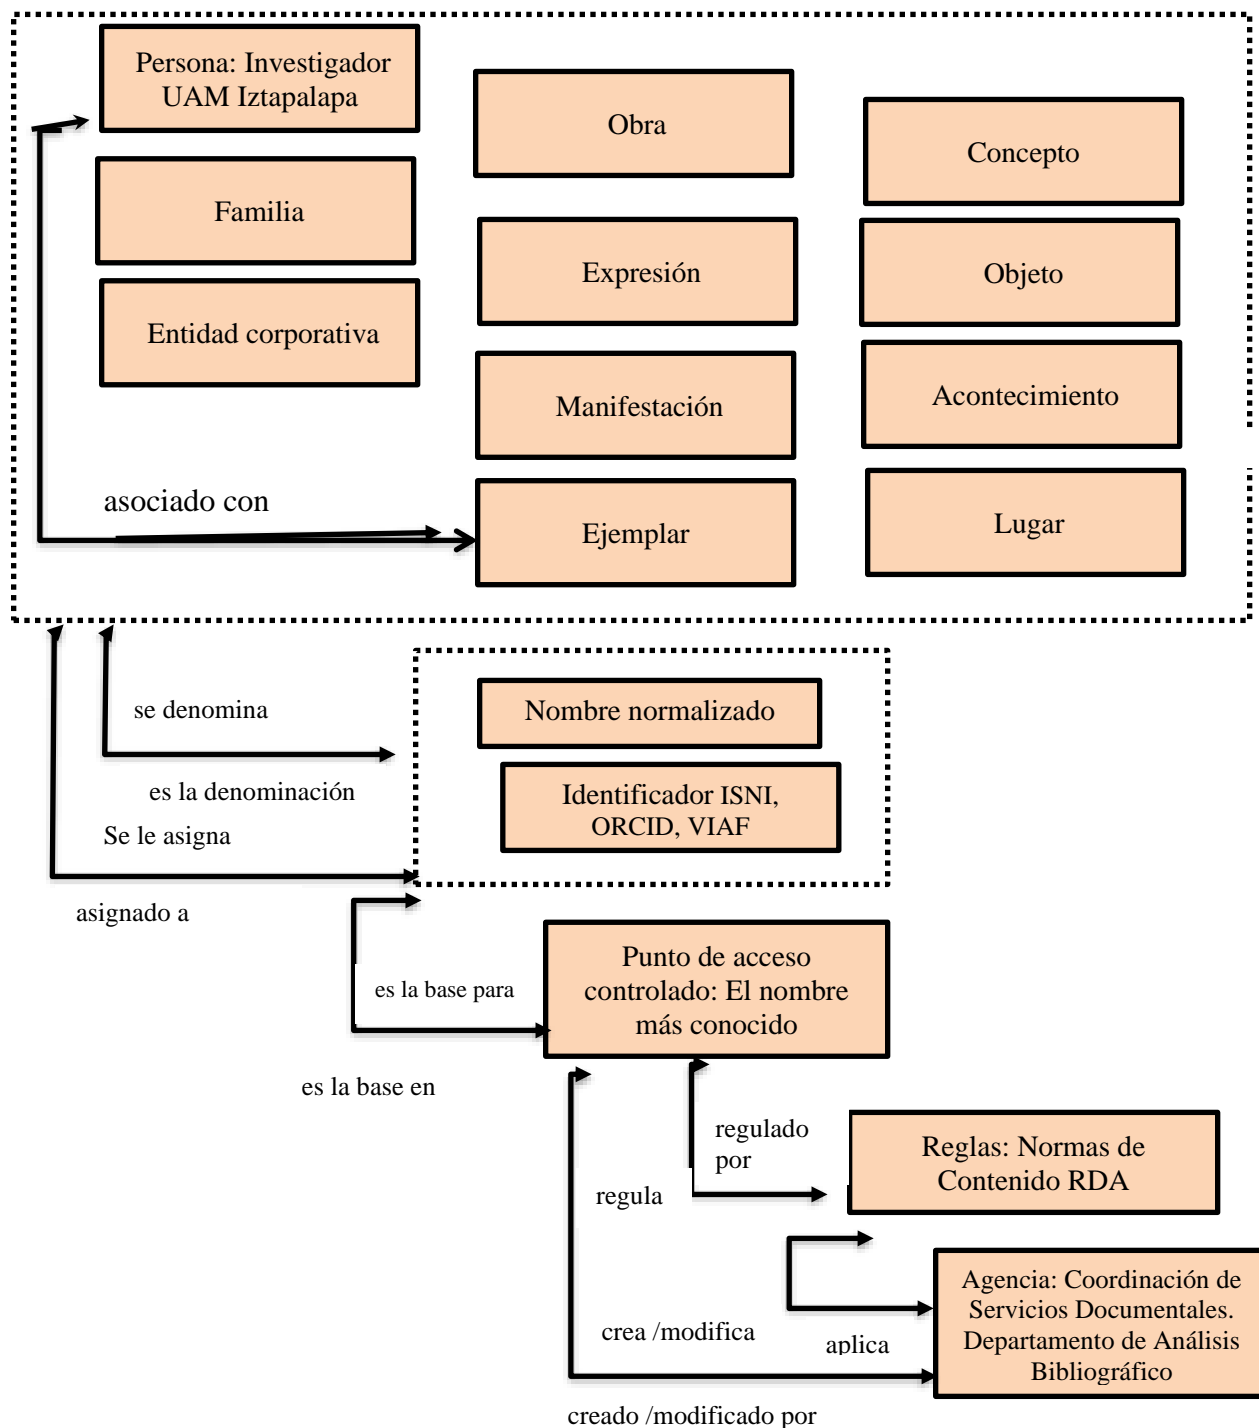 Persona: Investigador
UAM Iztapalapa
Familia
Entidad corporativa
Obra
Expresión
Manifestación
Ejemplar
Concepto
Objeto
Acontecimiento
Lugar
asociado con
se denomina
es la denominación
Se le asigna
asignado a
Nombre normalizado
Identificador ISNI,
ORCID, VIAF
es la base para
es la base en
Punto de acceso
controlado: El nombre
más conocido
regulado
por
regula
Reglas: Normas de
Contenido RDA
crea /modifica
aplica
creado /modificado por
Agencia: Coordinación de
Servicios Documentales.
Departamento de Análisis
Bibliográfico